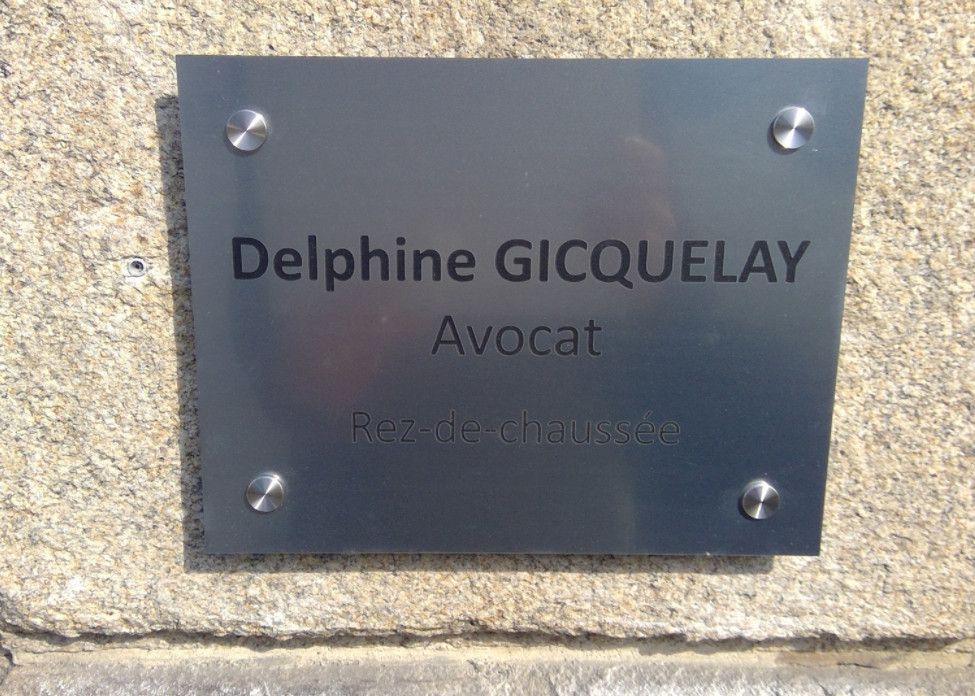 Delphine GICQUELAY
Avocat
Rez-de-chaussée